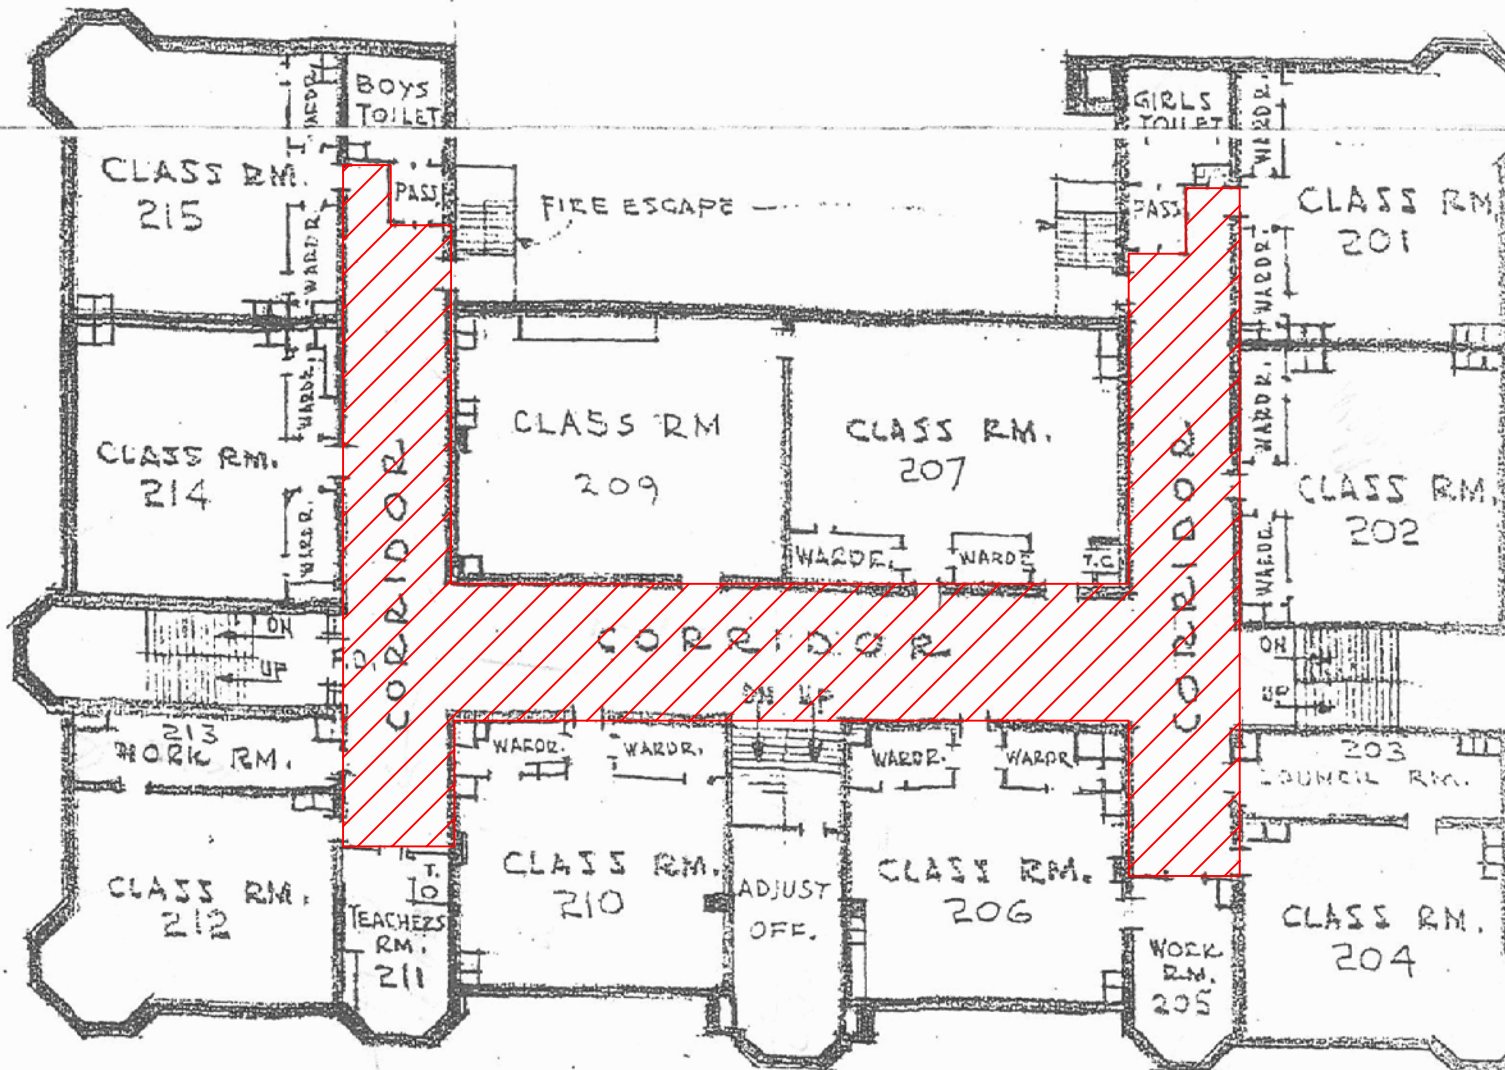 BOYS
TOILET
WARDR.
CLASS RM.
215
PASS.
WARDR.
FIRE ESCAPE
GIRLS
TOILET
WARDR.
PASS
CLASS RM
201
WARDR.
CLASS RM.
214
WARDR.
WARDR.
CORRIDOR
CLASS RM
209
CLASS RM.
207
WARDR.
WARD
T.C
CORRIDOR
WARDR.
CLASS RM.
202
WARDR.
DN
UP
F.D.
CORRIDOR
DN UP
DN
213
WORK RM.
WARDR.
WARDR.
WARDR.
WARDR
203
COUNCIL RM.
CLASS RM.
212
T.
O
TEACHERS
RM.
211
CLASS RM.
210
ADJUST
OFF.
CLASS RM.
206
WORK
RM.
205
CLASS RM.
204